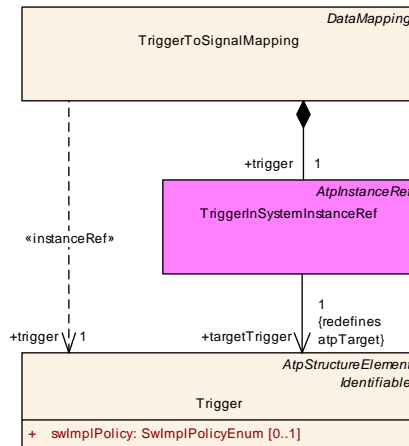 DataMapping
TriggerToSignalMapping
+trigger 1
AtpInstanceRef
TriggerInSystemInstanceRef
«instanceRef»
1
{redefines
atpTarget}
+trigger 1 +targetTrigger
AtpStructureElement
Identifiable
Trigger
+ swImplPolicy: SwImplPolicyEnum [0..1]